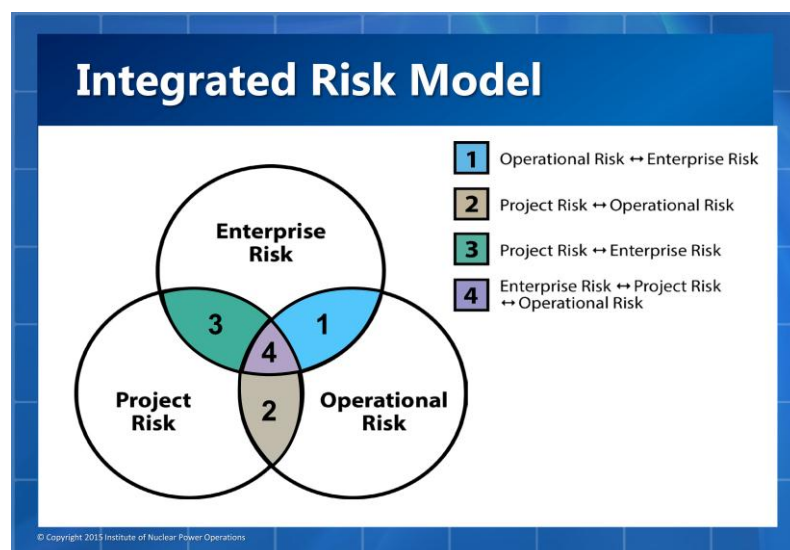 Integrated Risk Model
Enterprise
Risk
3
1
4
2
Project
Risk
Operational
Risk
1 Operational Risk ↔ Enterprise Risk
2 Project Risk ↔ Operational Risk
3 Project Risk ↔ Enterprise Risk
4 Enterprise Risk ↔ Project Risk
↔ Operational Risk
© Copyright 2015 Institute of Nuclear Power Operations